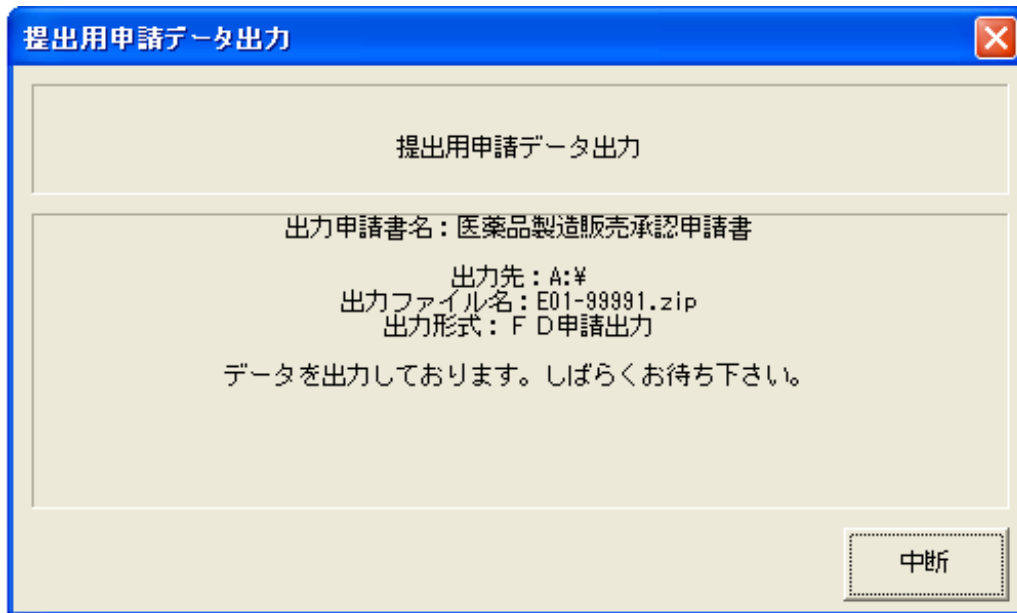 提出用申請データ出力
提出用申請データ出力
出力申請書名：医薬品製造販売承認申請書
出力先：A:¥
出力ファイル名：E01-99991.zip
出力形式：ＦＤ申請出力
データを出力しております。しばらくお待ち下さい。
中断